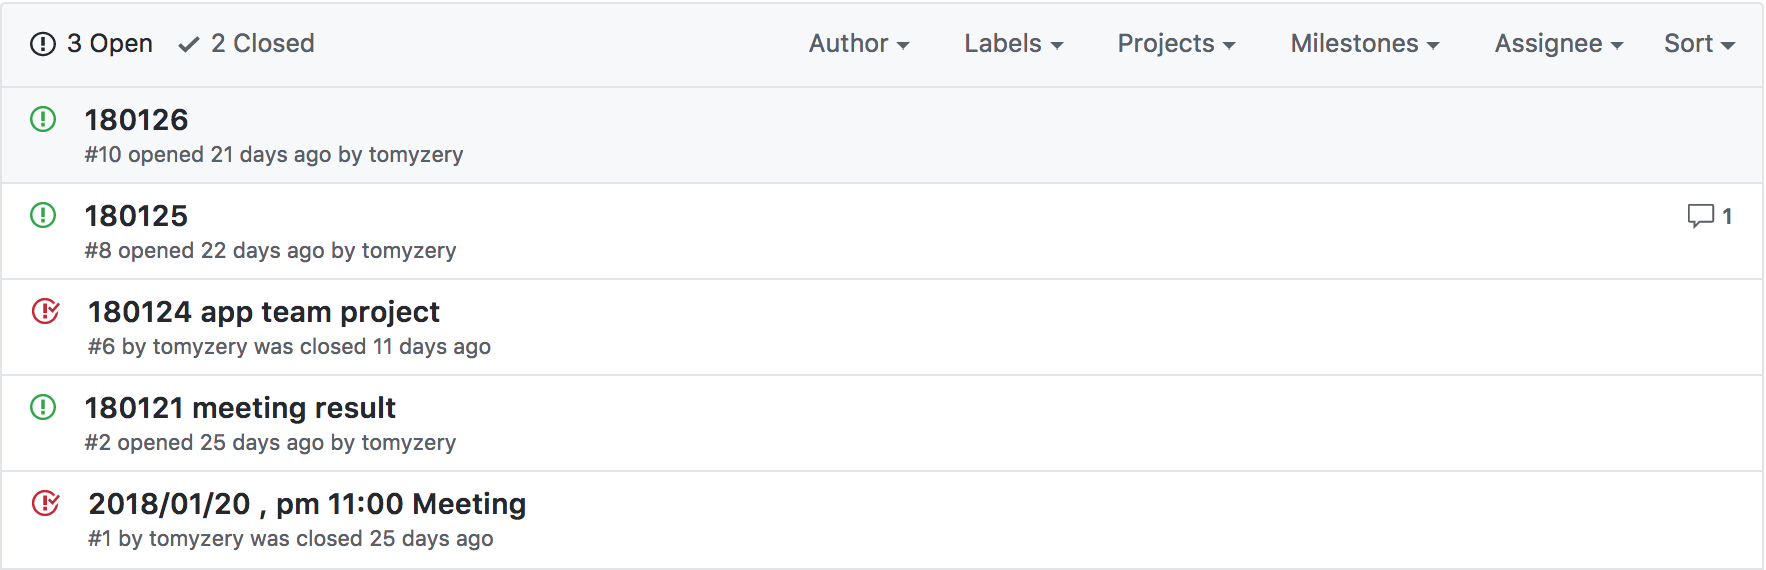 3 Open 2 Closed Author Labels Projects Milestones Assignee Sort
180126
#10 opened 21 days ago by tomyzery
180125
1
#8 opened 22 days ago by tomyzery
180124 app team project
#6 by tomyzery was closed 11 days ago
180121 meeting result
#2 opened 25 days ago by tomyzery
2018/01/20 , pm 11:00 Meeting
#1 by tomyzery was closed 25 days ago